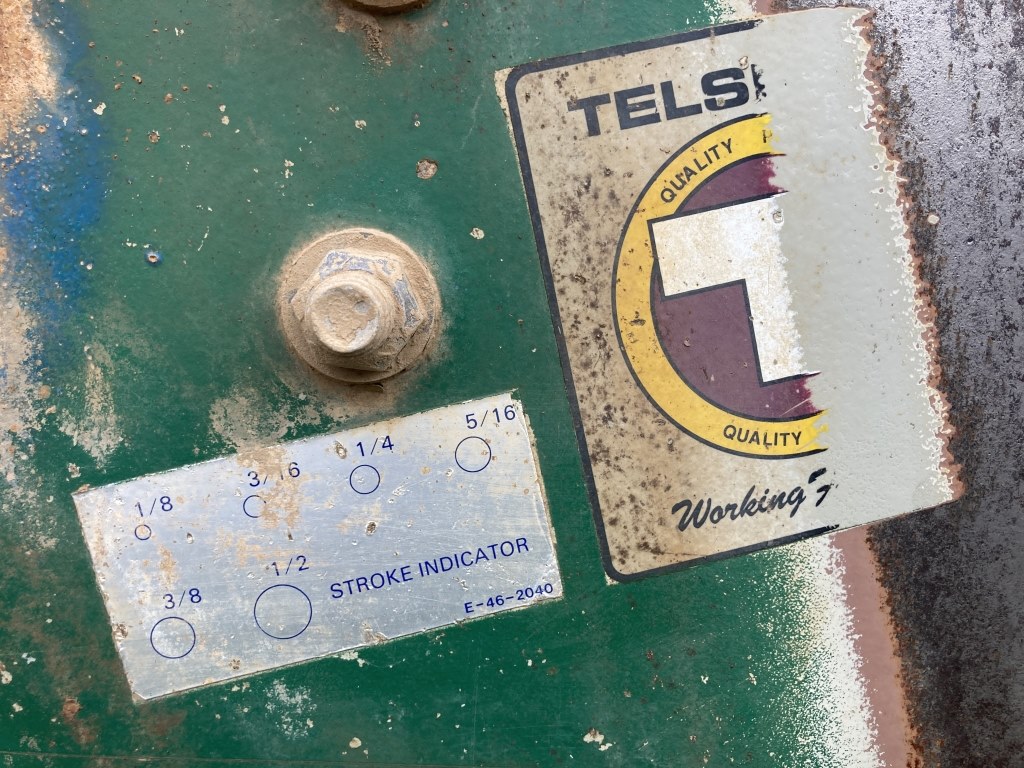 TELS
QUALITY P
QUALITY
Working
1/8 3/16 1/4 5/16
3/8 1/2
STROKE INDICATOR
E-46-2040